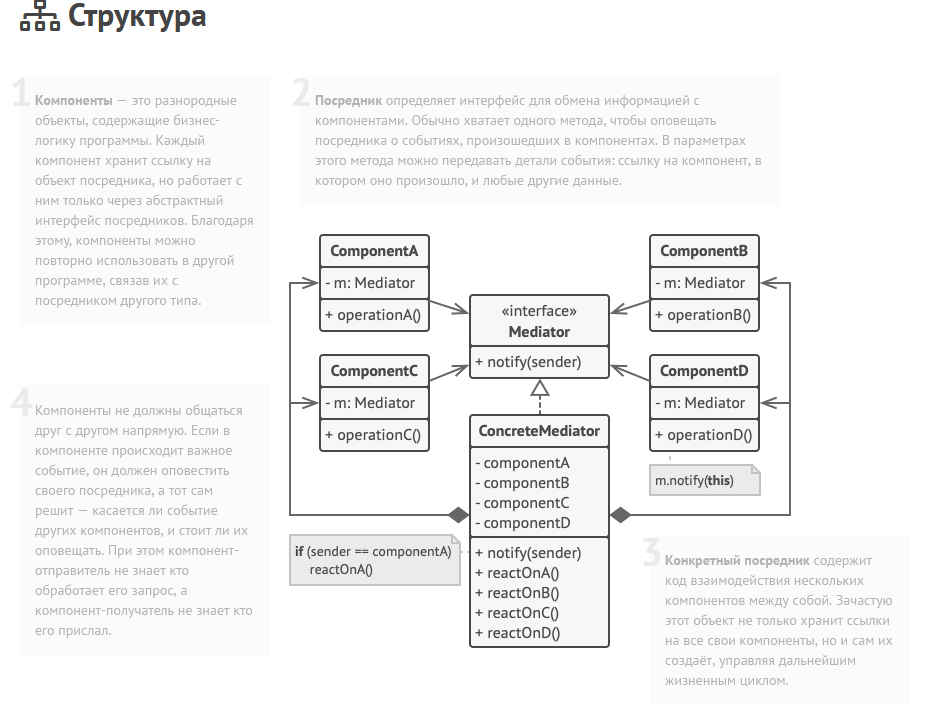 Структура
1
Компоненты — это разнородные
объекты, содержащие бизнес-
логику программы. Каждый
компонент хранит ссылку на
объект посредника, но работает с
ним только через абстрактный
интерфейс посредников. Благодаря
этому, компоненты можно
повторно использовать в другой
программе, связав их с
посредником другого типа.
2
Посредник определяет интерфейс для обмена информацией с
компонентами. Обычно хватает одного метода, чтобы оповещать
посредника о событиях, произошедших в компонентах. В параметрах
этого метода можно передавать детали события: ссылку на компонент, в
котором оно произошло, и любые другие данные.
ComponentA
- m: Mediator
+ operationA()
ComponentB
- m: Mediator
+ operationB()
«interface»
Mediator
+ notify(sender)
ComponentC
- m: Mediator
+ operationC()
ComponentD
- m: Mediator
+ operationD()
m.notify(this)
ConcreteMediator
- componentA
- componentB
- componentC
- componentD
+ notify(sender)
+ reactOnA()
+ reactOnB()
+ reactOnC()
+ reactOnD()
if (sender == componentA)
reactOnA()
4
Компоненты не должны общаться
друг с другом напрямую. Если в
компоненте происходит важное
событие, он должен оповестить
своего посредника, а тот сам
решит — касается ли событие
других компонентов, и стоит ли их
оповещать. При этом компонент-
отправитель не знает кто
обработает его запрос, а
компонент-получатель не знает кто
его прислал.
3
Конкретный посредник содержит
код взаимодействия нескольких
компонентов между собой. Зачастую
этот объект не только хранит ссылки
на все свои компоненты, но и сам их
создаёт, управляя дальнейшим
жизненным циклом.